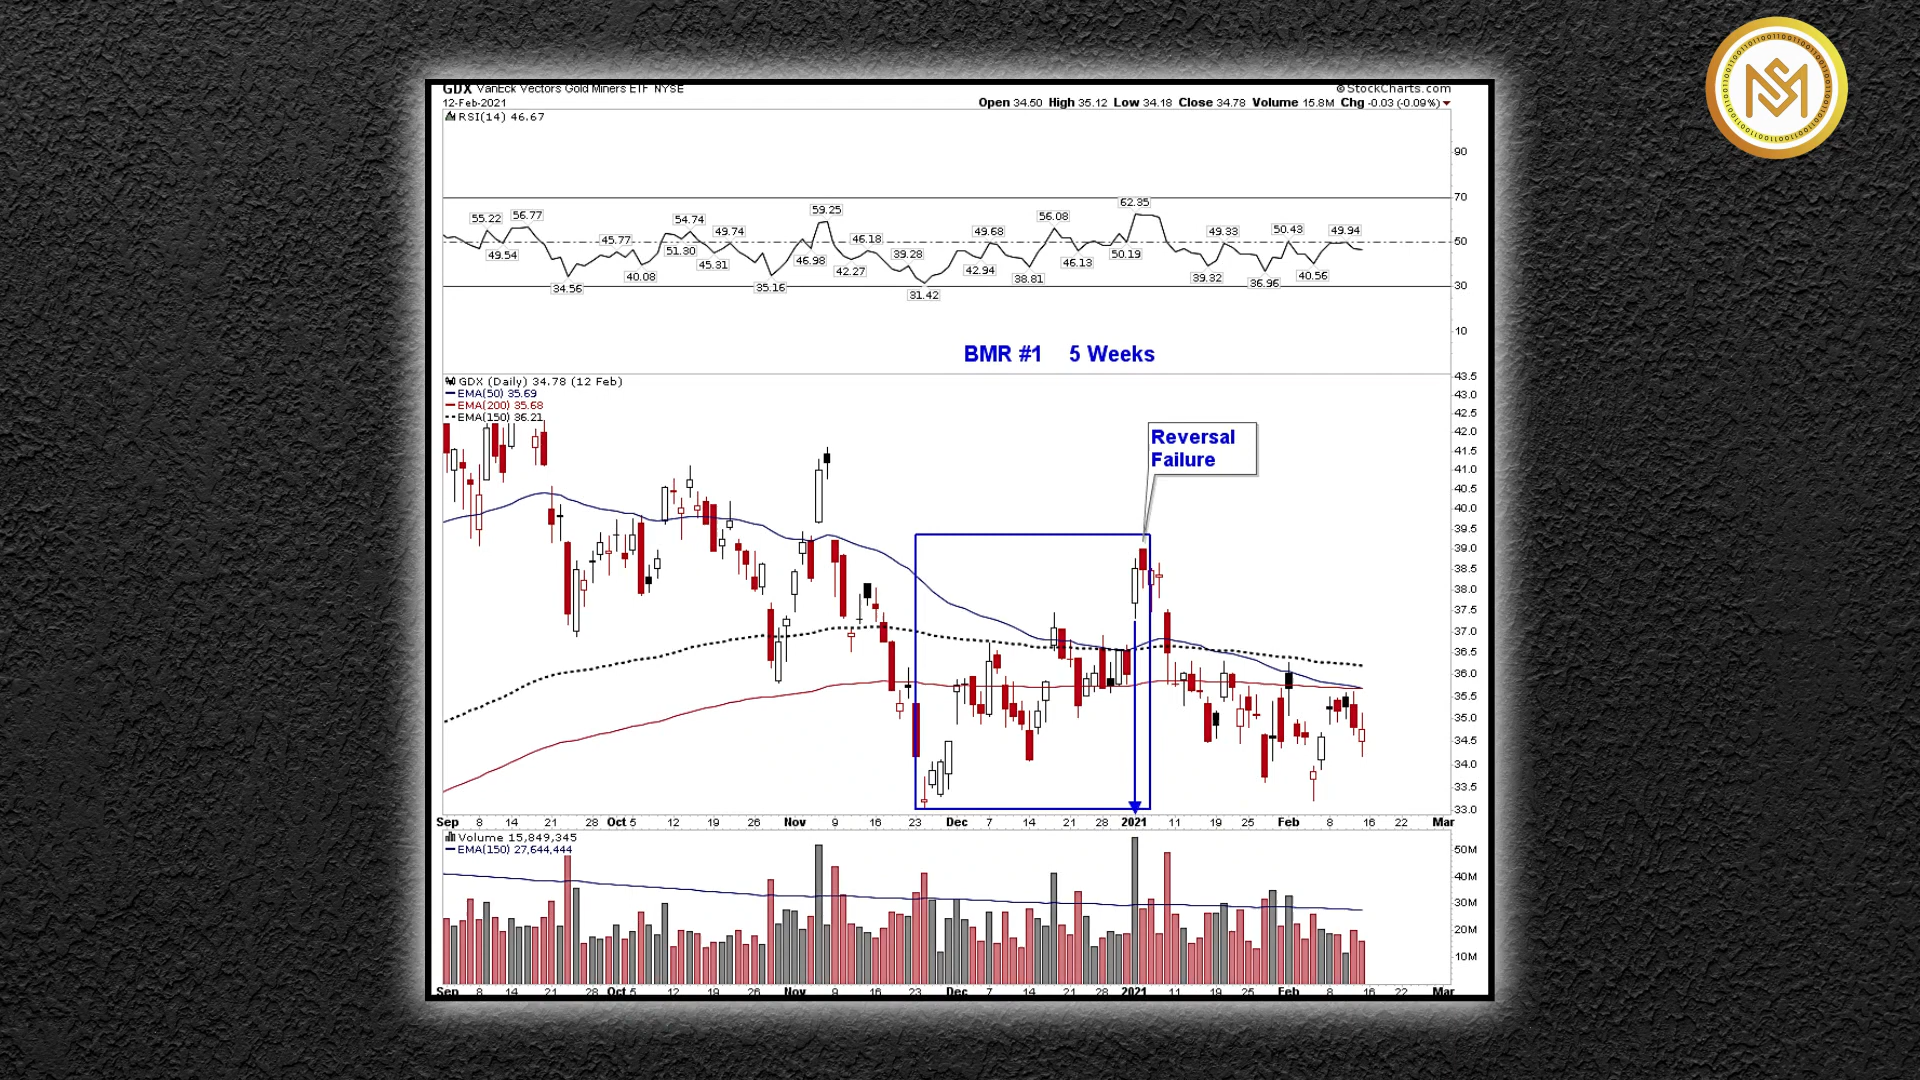 GDX VanEck Vectors Gold Miners ETF NYSE
© StockCharts.com
12-Feb-2021
Open 34.50 High 35.12 Low 34.18 Close 34.78 Volume 15.8M Chg -0.03 (-0.09%)
RSI(14) 46.67
90
70
50
30
10
55.22
56.77
49.54
34.56
45.77
40.08
54.74
51.30
45.31
49.74
35.16
46.98
59.25
42.27
46.18
39.28
31.42
42.94
49.68
38.81
56.08
46.13
50.19
62.35
39.32
49.33
36.96
50.43
40.56
49.94
BMR #1 5 Weeks
GDX (Daily) 34.78 (12 Feb)
EMA(50) 35.69
EMA(200) 35.68
EMA(150) 36.21
Reversal
Failure
43.5
43.0
42.5
42.0
41.5
41.0
40.5
40.0
39.5
39.0
38.5
38.0
37.5
37.0
36.5
36.0
35.5
35.0
34.5
34.0
33.5
33.0
Sep 8 14 21 28 Oct 5 12 19 26 Nov 9 16 23 Dec 7 14 21 28 2021 11 19 25 Feb 8 16 22 Mar
Volume 15,849,345
EMA(150) 27,644,444
50M
40M
30M
20M
10M
Sep 8 14 21 28 Oct 5 12 19 26 Nov 9 16 23 Dec 7 14 21 28 2021 11 19 25 Feb 8 16 22 Mar